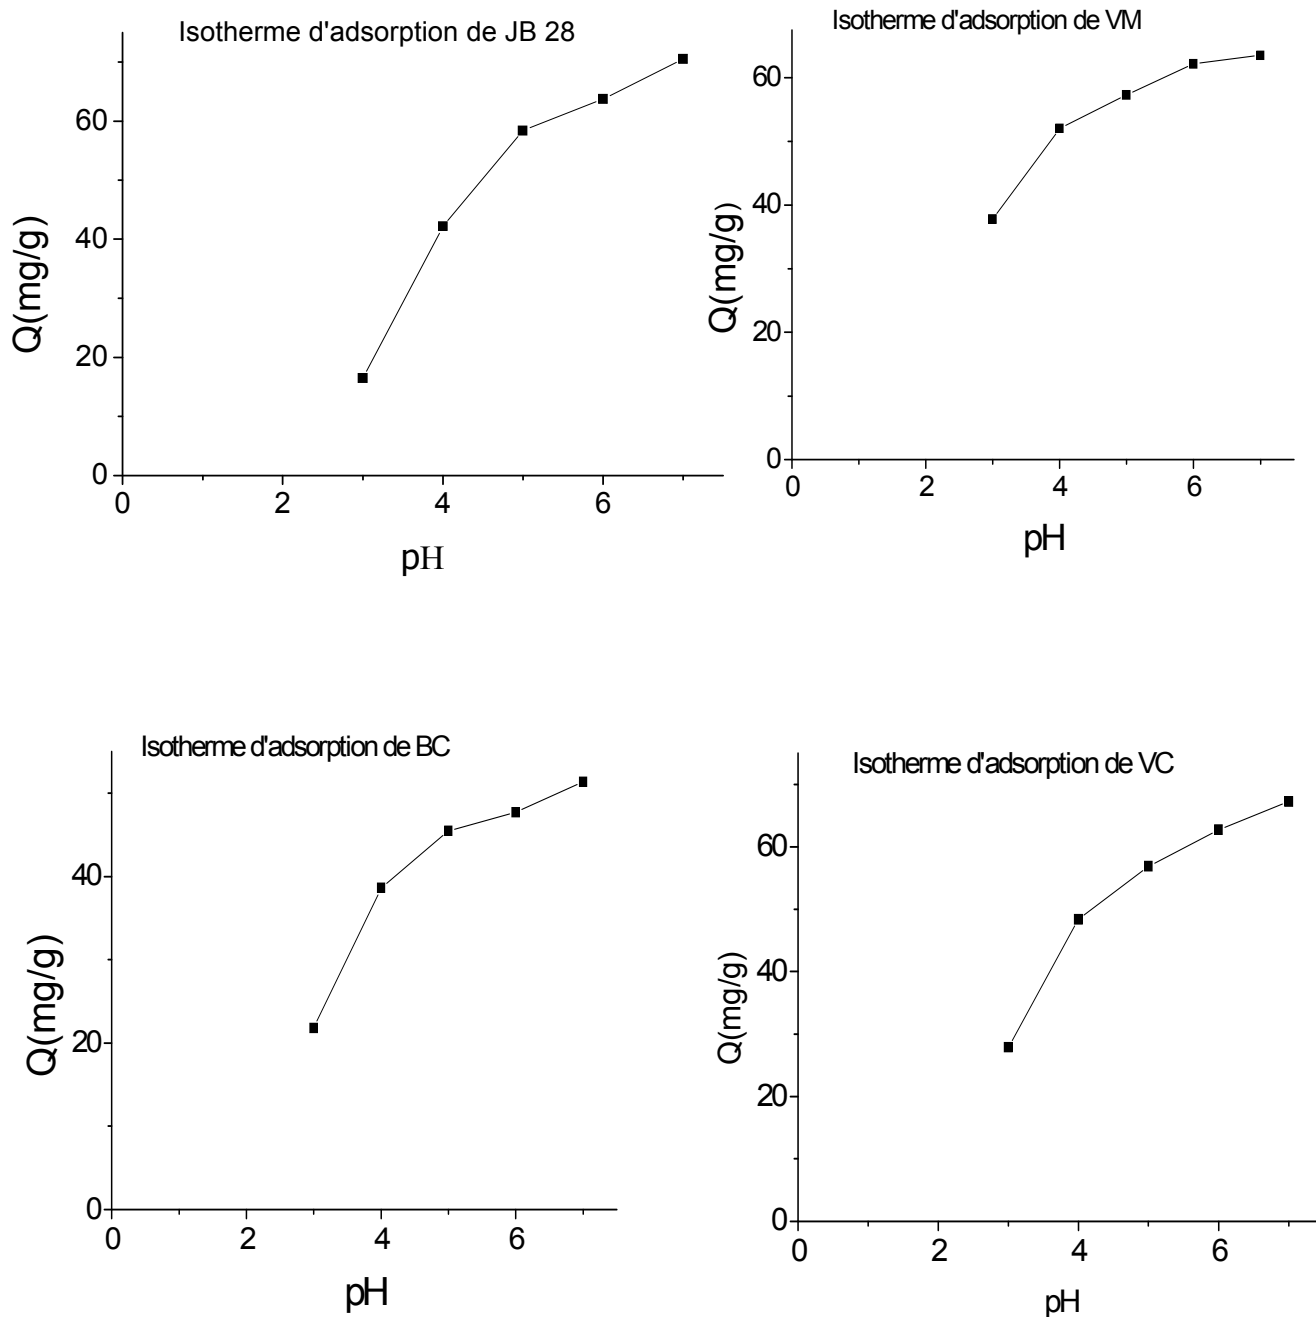 Isotherme d'adsorption de JB 28
Q(mg/g)
60
40
20
0
0 2 4 6
pH
Isotherme d'adsorption de VM
Q(mg/g)
60
40
20
0
0 2 4 6
pH
Isotherme d'adsorption de BC
Q(mg/g)
40
20
0
0 2 4 6
pH
Isotherme d'adsorption de VC
Q(mg/g)
60
40
20
0
0 2 4 6
pH